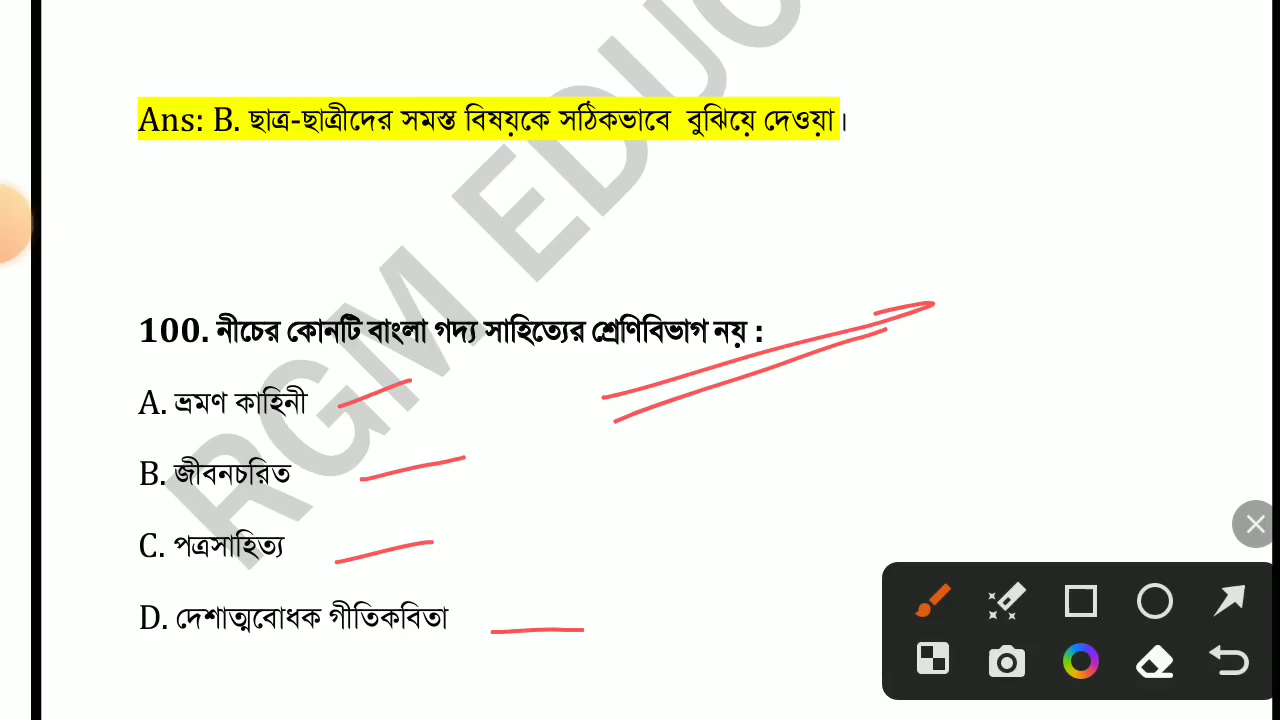 Ans: B. ছাত্র-ছাত্রীদের সমস্ত বিষয়কে সঠিকভাবে বুঝিয়ে দেওয়া।
100. নীচের কোনটি বাংলা গদ্য সাহিত্যের শ্রেণিবিভাগ নয় :
A. ভ্রমণ কাহিনী
B. জীবনচরিত
C. পত্রসাহিত্য
D. দেশাত্মবোধক গীতিকবিতা
RGM EDUC